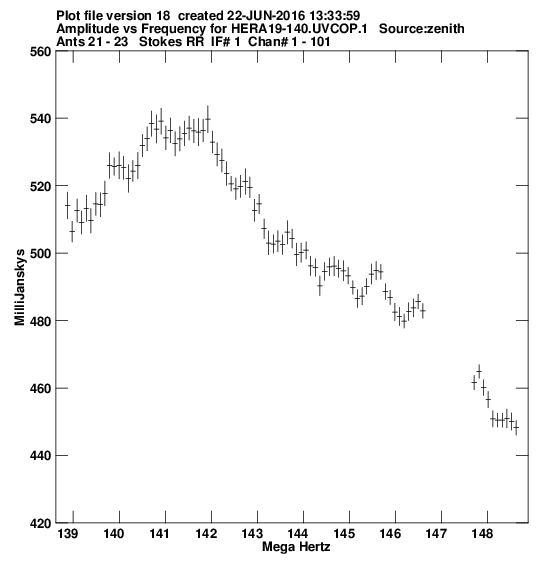 Plot file version 18 created 22-JUN-2016 13:33:59
Amplitude vs Frequency for HERA19-140.UVCOP.1 Source:zenith
Ants 21 - 23 Stokes RR IF# 1 Chan# 1 - 101
560
540
520
500
480
460
440
420
MilliJanskys
139 140 141 142 143 144 145 146 147 148
Mega Hertz